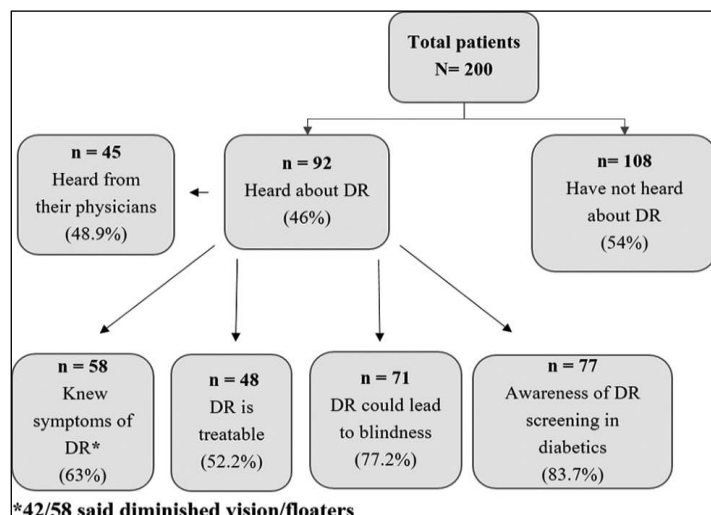 Total patients
N= 200
n = 45
Heard from
their physicians
(48.9%)
n = 92
Heard about DR
(46%)
n= 108
Have not heard
about DR
(54%)
n = 58
Knew
symptoms of
DR*
(63%)
n = 48
DR is
treatable
(52.2%)
n = 71
DR could lead
to blindness
(77.2%)
n = 77
Awareness of DR
screening in
diabetics
(83.7%)
*42/58 said diminished vision/floaters